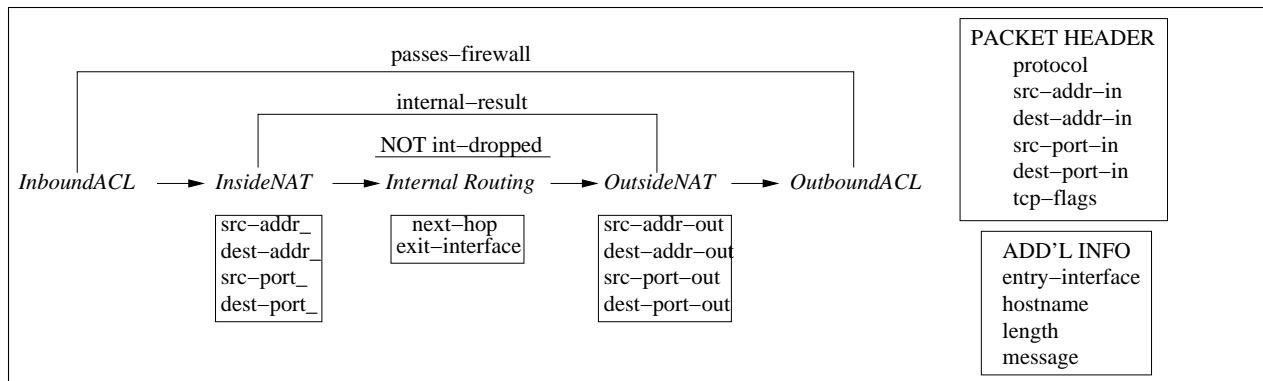 passes−firewall
internal−result
NOT int−dropped
InboundACL
InsideNAT
Internal Routing
OutsideNAT
OutboundACL
src−addr_
dest−addr_
src−port_
dest−port_
next−hop
exit−interface
src−addr−out
dest−addr−out
src−port−out
dest−port−out
PACKET HEADER
protocol
src−addr−in
dest−addr−in
src−port−in
dest−port−in
tcp−flags
ADD'L INFO
entry−interface
hostname
length
message